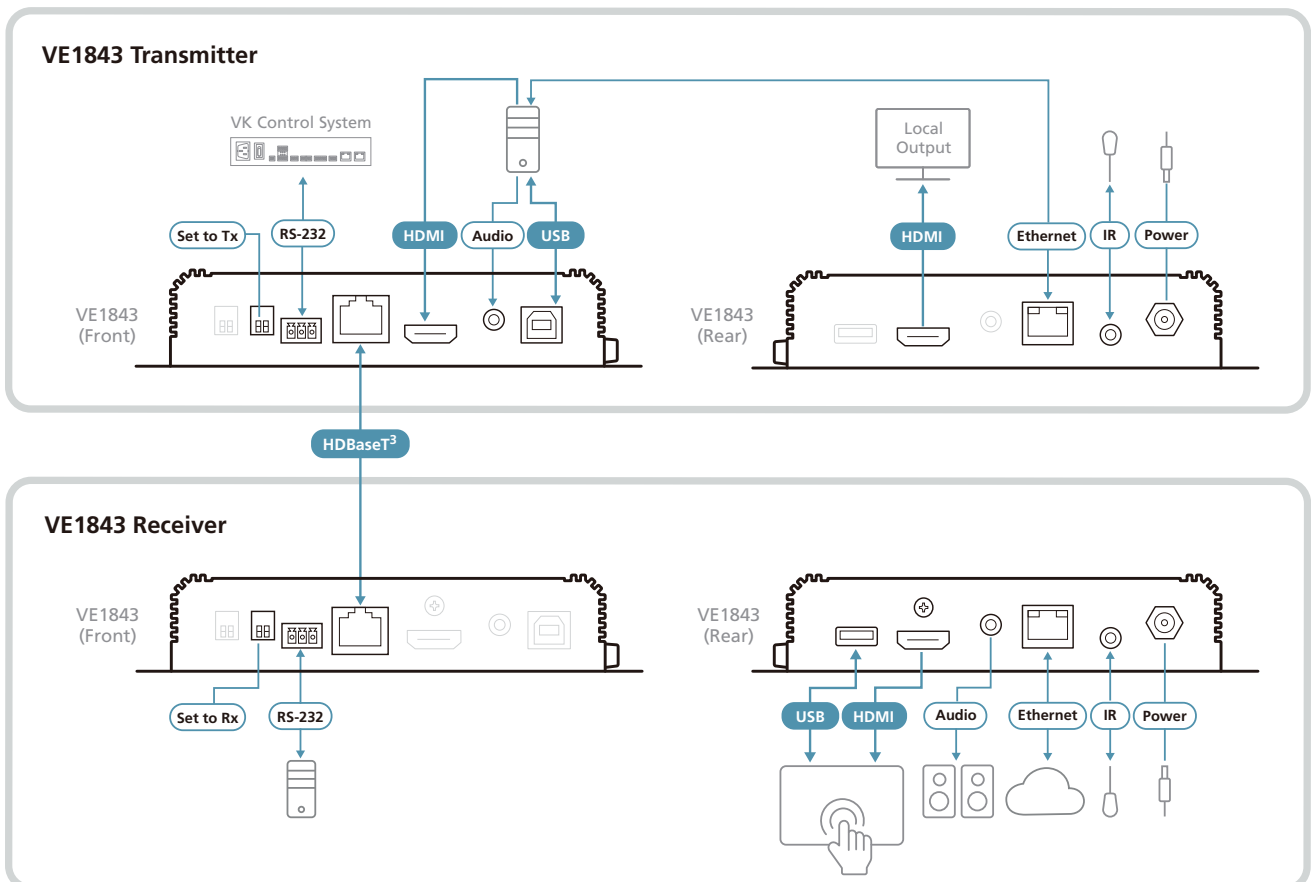 VE1843 Transmitter
VK Control System
Local
Output
Set to Tx
RS-232
HDMI
Audio
USB
HDMI
Ethernet
IR
Power
VE1843
(Front)
VE1843
(Rear)
HDBaseT³
VE1843 Receiver
VE1843
(Front)
VE1843
(Rear)
Set to Rx
RS-232
USB
HDMI
Audio
Ethernet
IR
Power